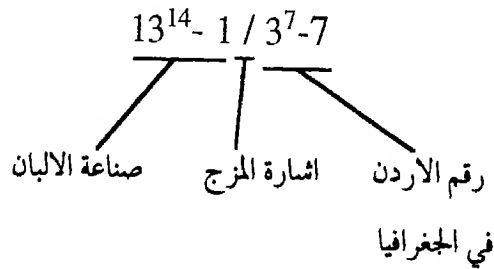 13¹⁴- 1 / 3⁷-7
صناعة الالبان اشارة المزج رقم الاردن
في الجغرافيا